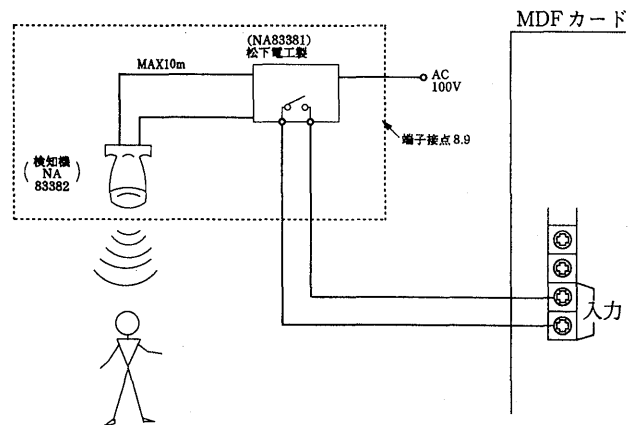 MDF カード
(NA83381)
松下電工製
MAX10m
AC
100V
端子接点 8.9
(検知機
NA
83382)
入力